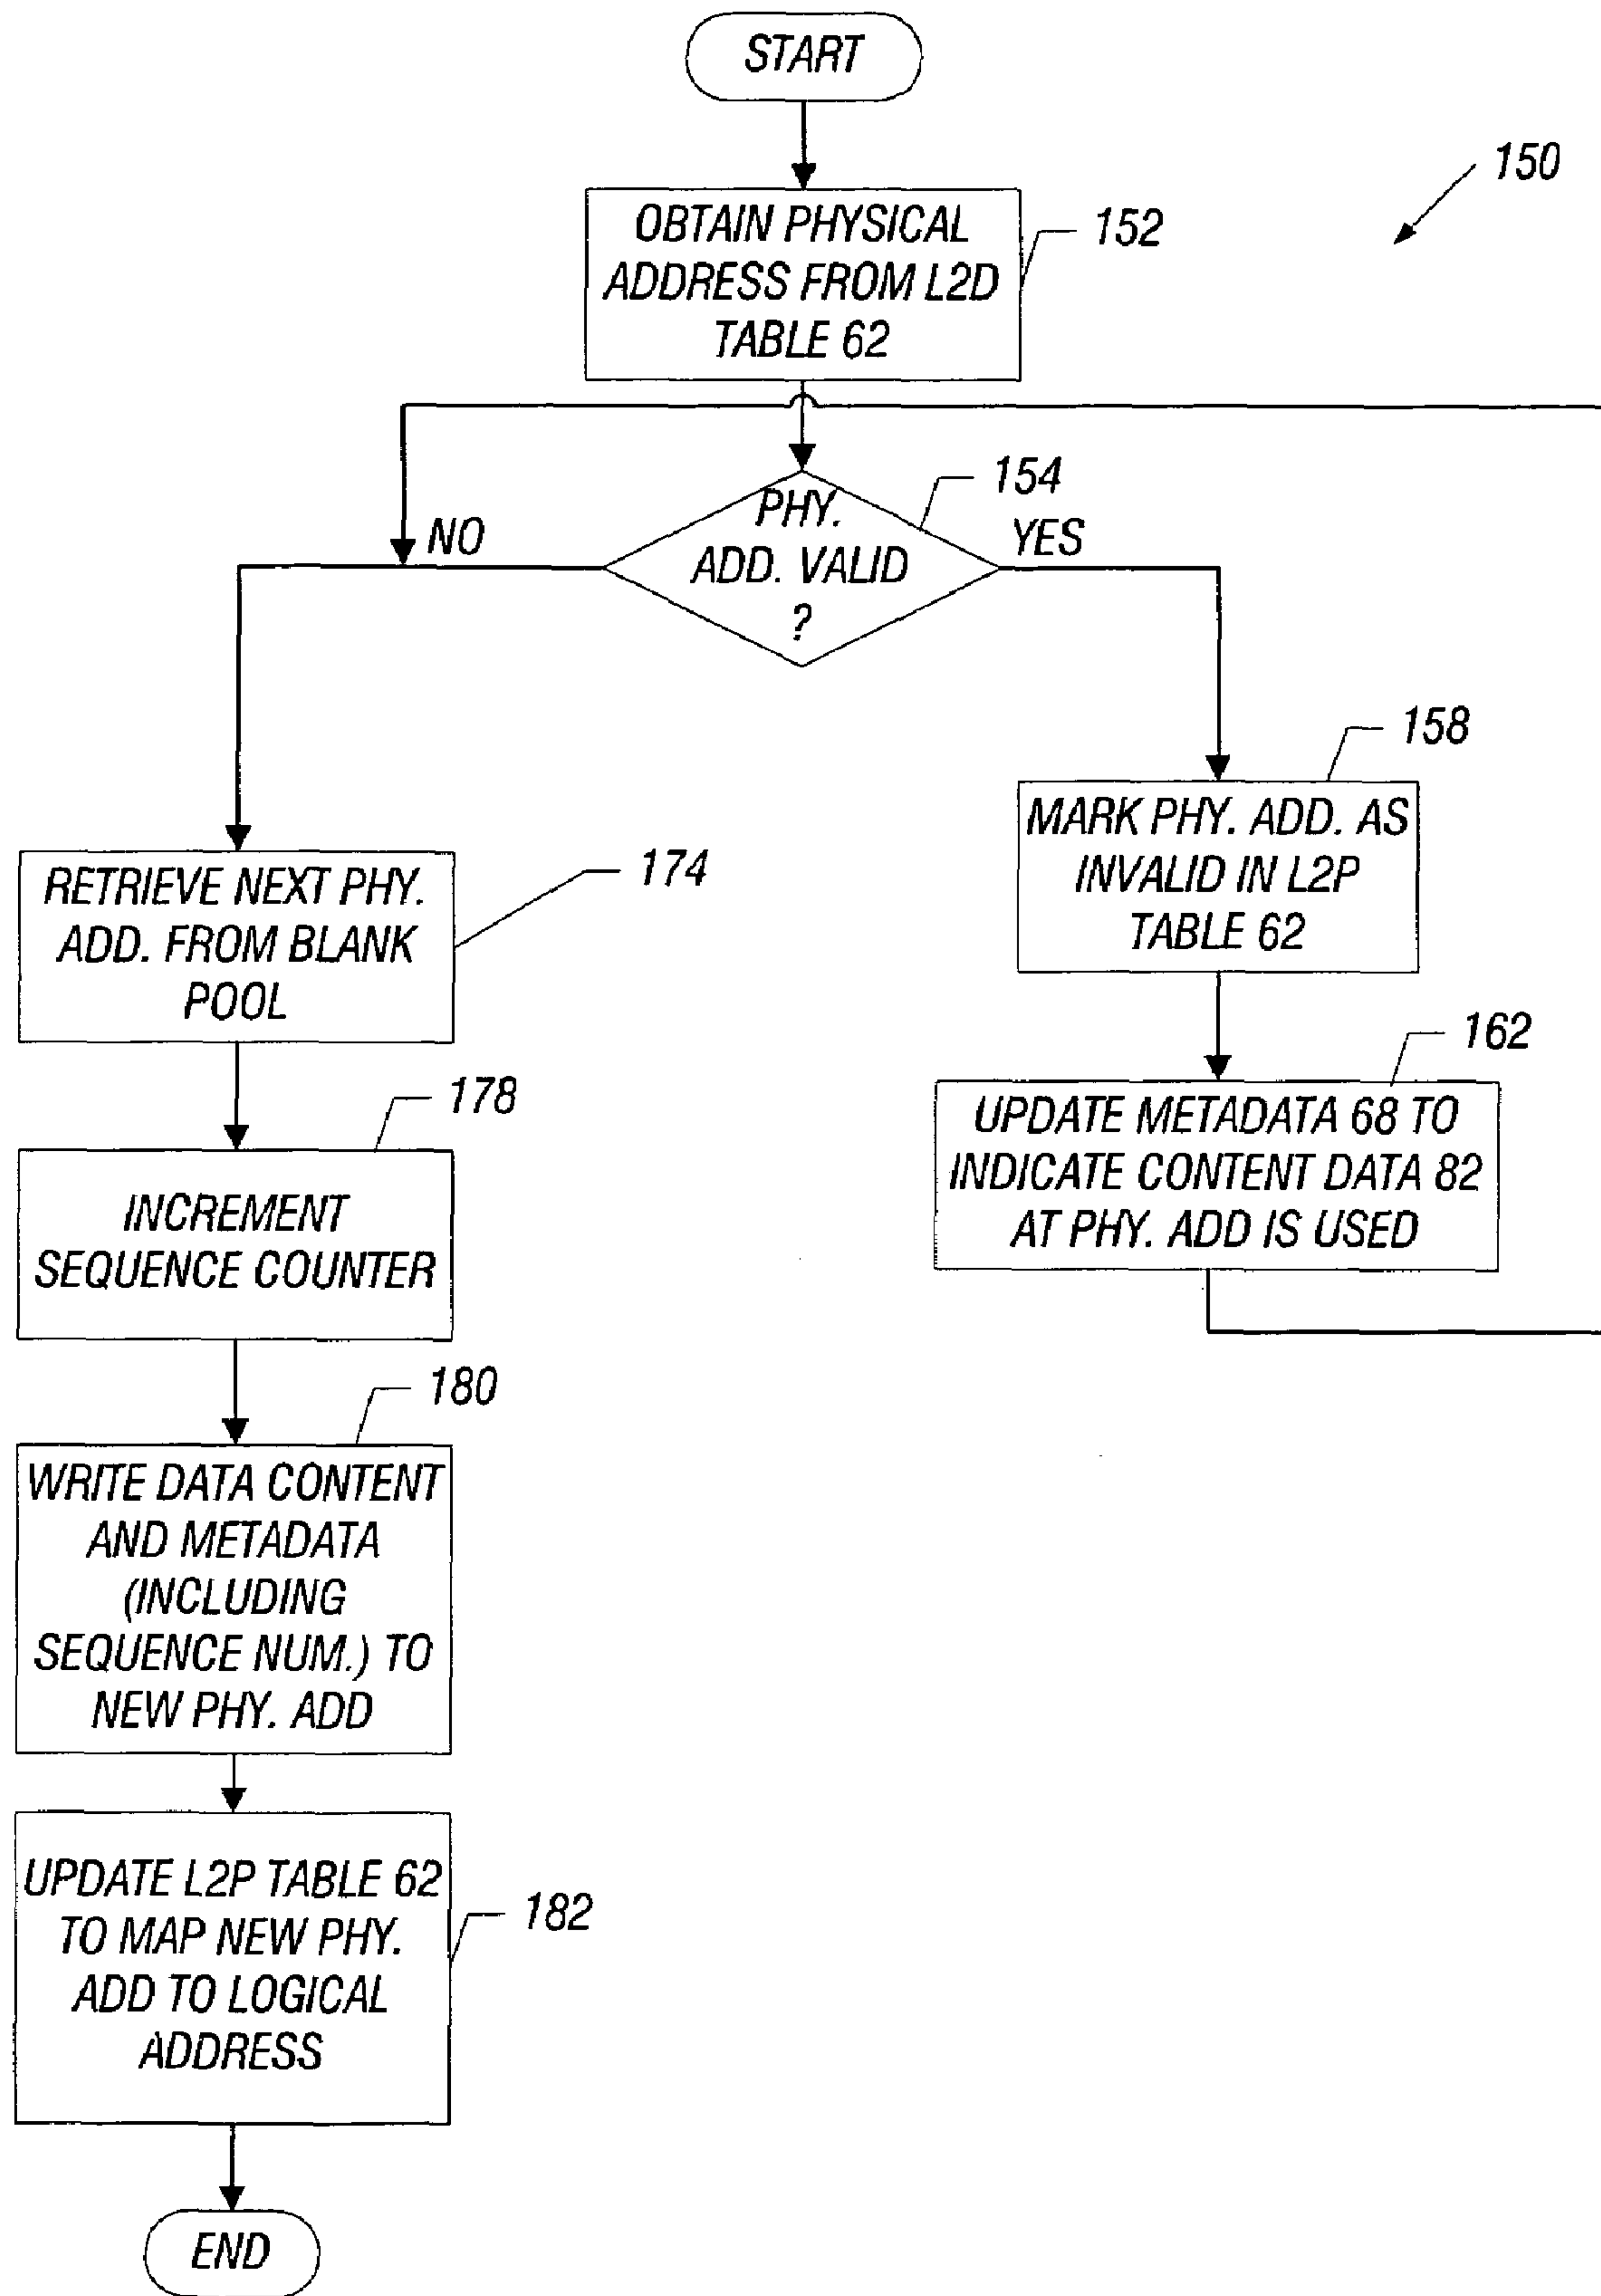 START
150
OBTAIN PHYSICAL
ADDRESS FROM L2D
TABLE 62
152
PHY.
ADD. VALID
?
154
NO
YES
158
MARK PHY. ADD. AS
INVALID IN L2P
TABLE 62
RETRIEVE NEXT PHY.
ADD. FROM BLANK
POOL
174
162
UPDATE METADATA 68 TO
INDICATE CONTENT DATA 82
AT PHY. ADD IS USED
178
INCREMENT
SEQUENCE COUNTER
180
WRITE DATA CONTENT
AND METADATA
(INCLUDING
SEQUENCE NUM.) TO
NEW PHY. ADD
UPDATE L2P TABLE 62
TO MAP NEW PHY.
ADD TO LOGICAL
ADDRESS
182
END